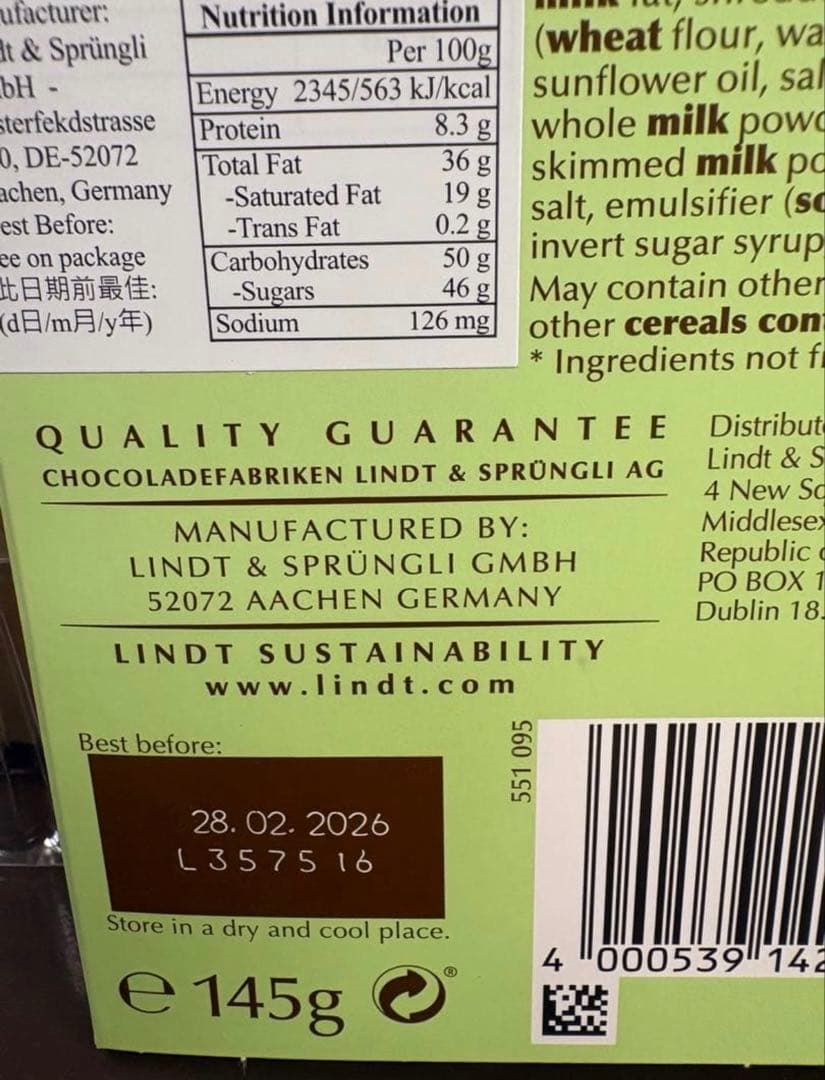 ufacturer:
dt & Sprüngli
bH -
sterfekdstrasse
0, DE-52072
achen, Germany
est Before:
ee on package
此日期前最佳:
(d日/m月/y年)
Nutrition Information
Per 100g
Energy 2345/563 kJ/kcal
Protein 8.3 g
Total Fat 36 g
-Saturated Fat 19 g
-Trans Fat 0.2 g
Carbohydrates 50 g
-Sugars 46 g
Sodium 126 mg
(wheat flour, wa
sunflower oil, sal
whole milk powd
skimmed milk po
salt, emulsifier (so
invert sugar syrup
May contain other
other cereals con
* Ingredients not f
QUALITY GUARANTEE
CHOCOLADEFABRIKEN LINDT & SPRÜNGLI AG
MANUFACTURED BY:
LINDT & SPRÜNGLI GMBH
52072 AACHEN GERMANY
LINDT SUSTAINABILITY
www.lindt.com
Distribut
Lindt & S
4 New Sq
Middlesex
Republic
PO BOX 1
Dublin 18.
Best before:
28. 02. 2026
L357516
Store in a dry and cool place.
e 145g
®
551 095
4 000539 142